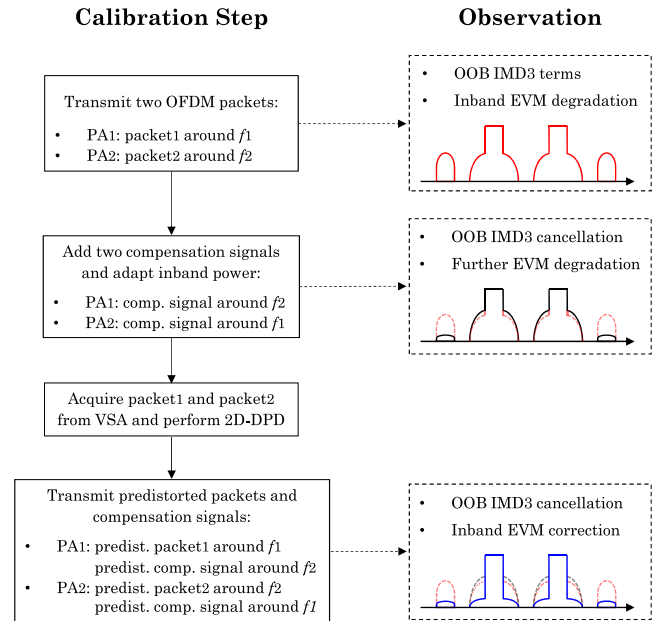 Calibration Step
Observation
Transmit two OFDM packets:
• PA1: packet1 around f1
• PA2: packet2 around f2
• OOB IMD3 terms
• Inband EVM degradation
Add two compensation signals
and adapt inband power:
• PA1: comp. signal around f2
• PA2: comp. signal around f1
• OOB IMD3 cancellation
• Further EVM degradation
Acquire packet1 and packet2
from VSA and perform 2D-DPD
Transmit predistorted packets and
compensation signals:
• PA1: predist. packet1 around f1
predist. comp. signal around f2
• PA2: predist. packet2 around f2
predist. comp. signal around f1
• OOB IMD3 cancellation
• Inband EVM correction